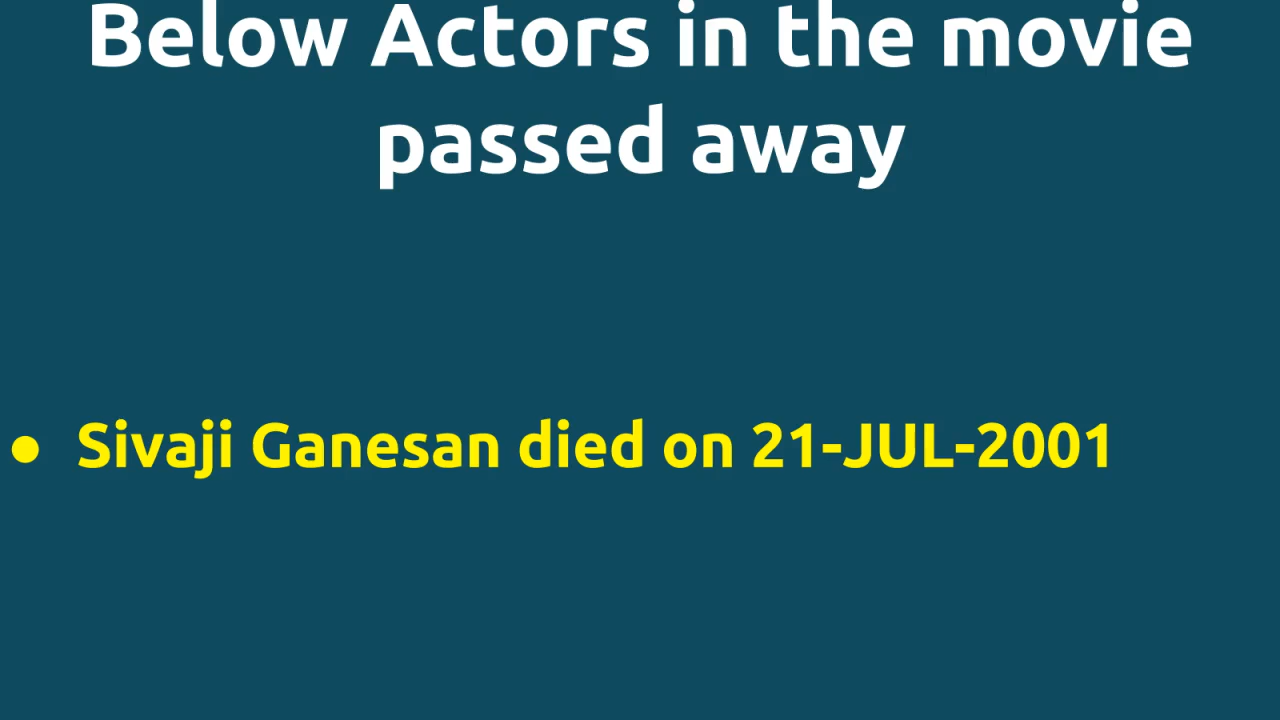 Below Actors in the movie
passed away
● Sivaji Ganesan died on 21-JUL-2001